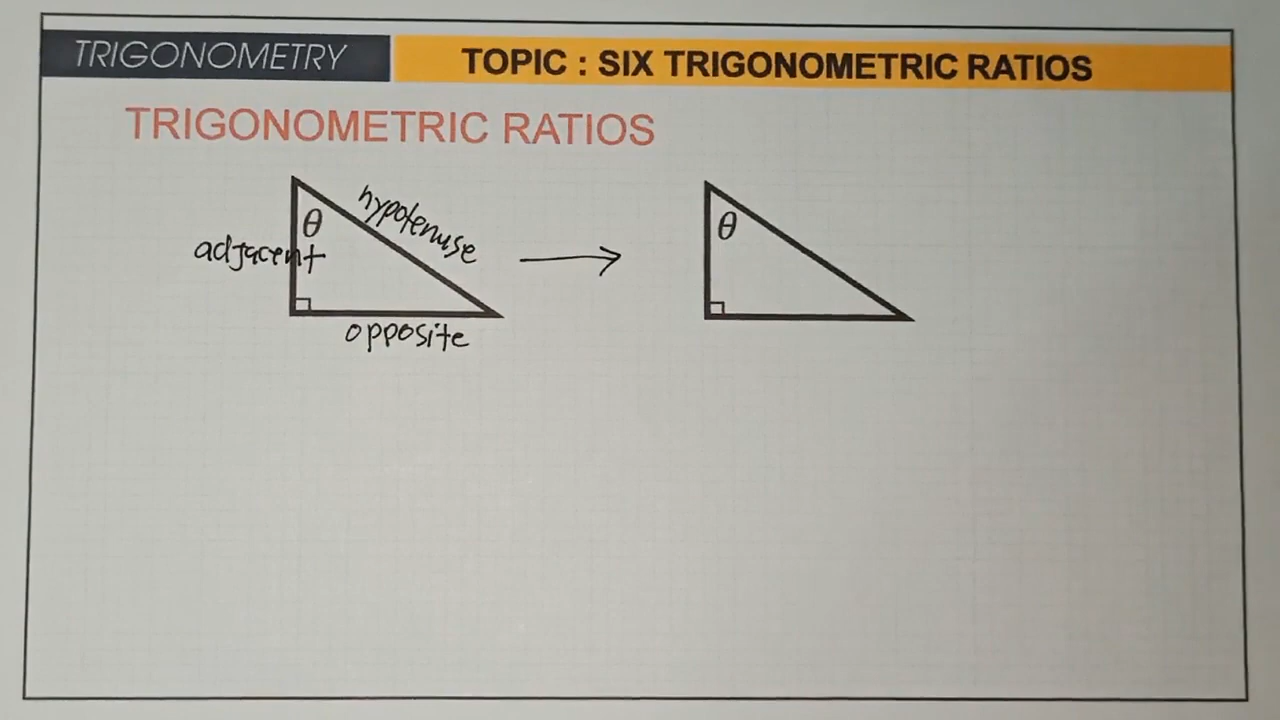 TRIGONOMETRY
TOPIC : SIX TRIGONOMETRIC RATIOS
TRIGONOMETRIC RATIOS
hypotenuse
θ
θ
adjacent
opposite